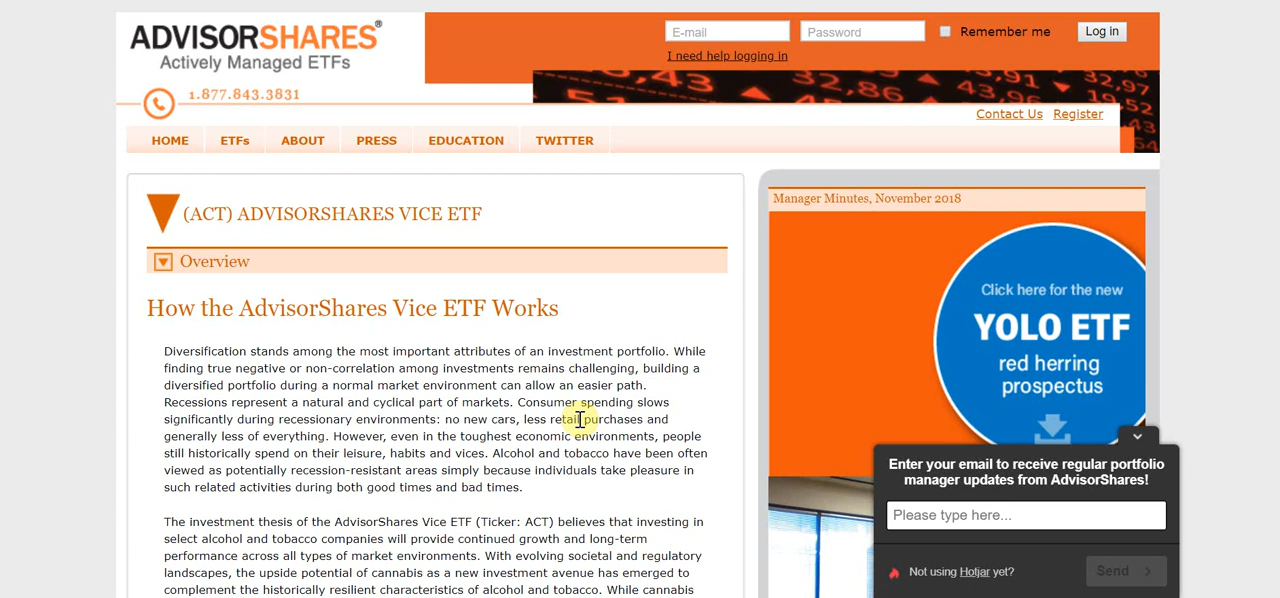 ADVISORSHARES®
Actively Managed ETFs
1.877.843.3831
E-mail
Password
Remember me
Log in
I need help logging in
Contact Us
Register
HOME
ETFs
ABOUT
PRESS
EDUCATION
TWITTER
(ACT) ADVISORSHARES VICE ETF
Overview
How the AdvisorShares Vice ETF Works
Diversification stands among the most important attributes of an investment portfolio. While
finding true negative or non-correlation among investments remains challenging, building a
diversified portfolio during a normal market environment can allow an easier path.
Recessions represent a natural and cyclical part of markets. Consumer spending slows
significantly during recessionary environments: no new cars, less retail purchases and
generally less of everything. However, even in the toughest economic environments, people
still historically spend on their leisure, habits and vices. Alcohol and tobacco have been often
viewed as potentially recession-resistant areas simply because individuals take pleasure in
such related activities during both good times and bad times.
The investment thesis of the AdvisorShares Vice ETF (Ticker: ACT) believes that investing in
select alcohol and tobacco companies will provide continued growth and long-term
performance across all types of market environments. With evolving societal and regulatory
landscapes, the upside potential of cannabis as a new investment avenue has emerged to
complement the historically resilient characteristics of alcohol and tobacco. While cannabis
Manager Minutes, November 2018
Click here for the new
YOLO ETF
red herring
prospectus
Enter your email to receive regular portfolio
manager updates from AdvisorShares!
Please type here...
Not using Hotjar yet?
Send
32,86
43,96
3,91
32,97
19,52